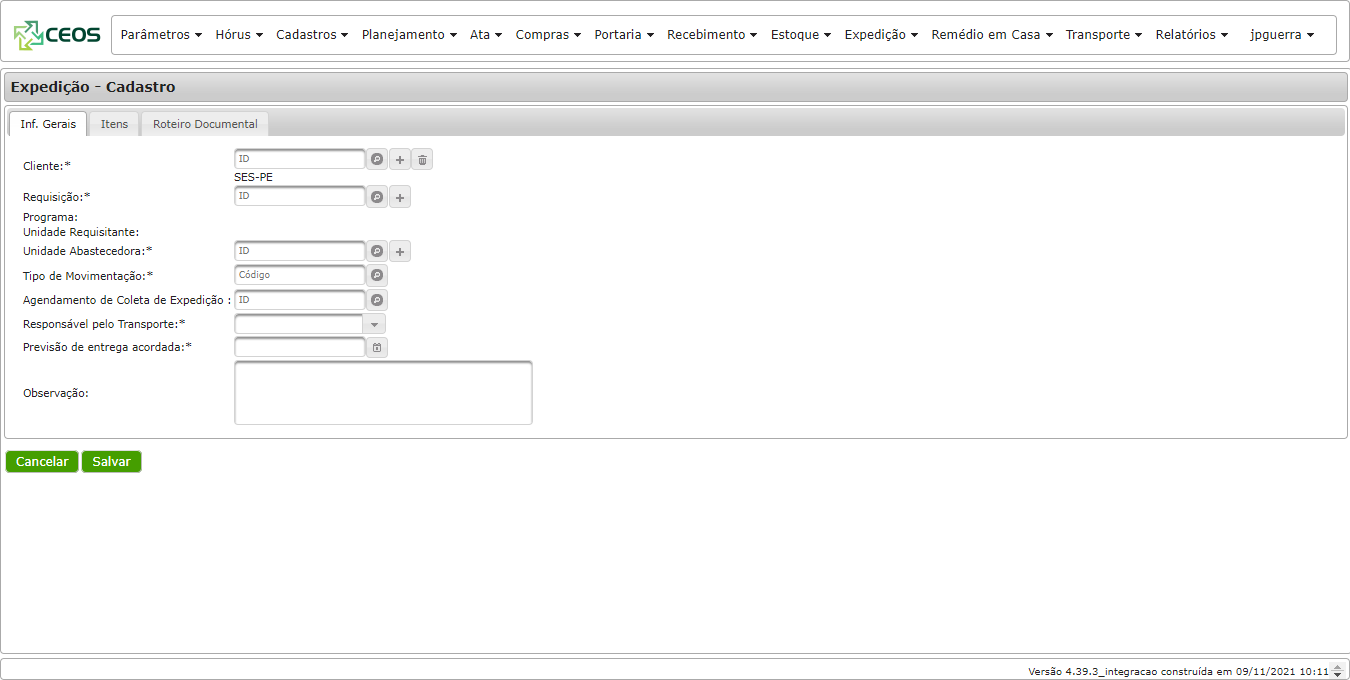 CEOS
Parâmetros Hórus Cadastros Planejamento Ata Compras Portaria Recebimento Estoque Expedição Remédio em Casa Transporte Relatórios jpguerra
Expedição - Cadastro
Inf. Gerais Itens Roteiro Documental
Cliente:* ID
SES-PE
Requisição:* ID
Programa:
Unidade Requisitante:
Unidade Abastecedora:* ID
Tipo de Movimentação:* Código
Agendamento de Coleta de Expedição : ID
Responsável pelo Transporte:*
Previsão de entrega acordada:*
Observação:
Cancelar Salvar
Versão 4.39.3_integracao construída em 09/11/2021 10:11